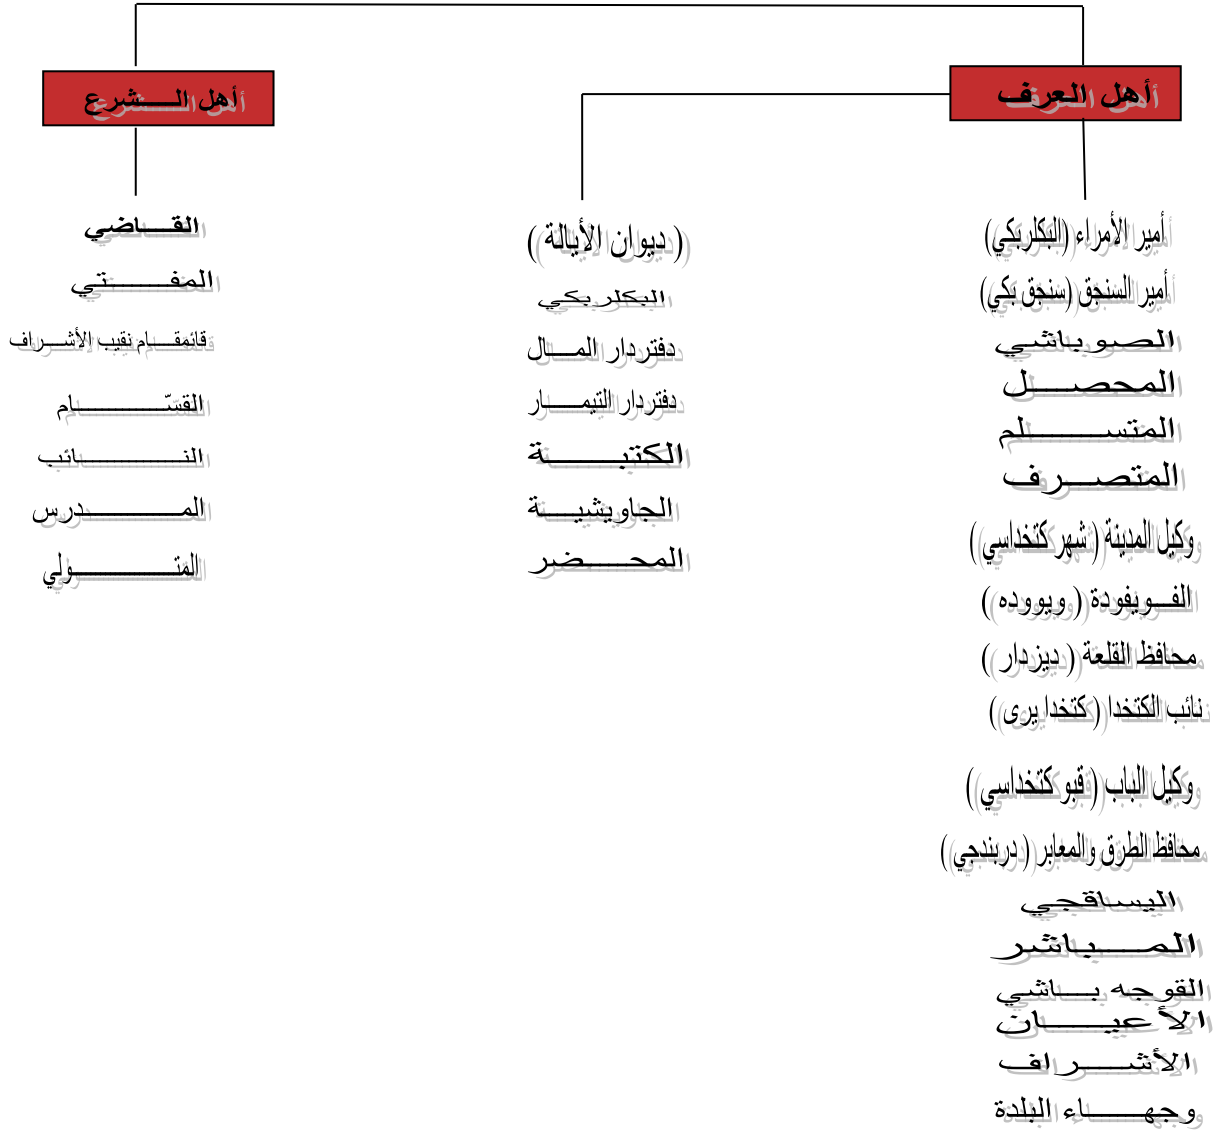 أهل العرف
أهل الشرع
أمير الأمراء (البكلربكي)
أمير السنجق (سنجق بكي)
الصوباشي
المحصل
المتسلم
المتصرف
وكيل المدينة ( شهر كتخداسي )
الفويفودة ( ويووده )
محافظ القلعة ( ديزدار )
نائب الكتخدا ( كتخدا يرى )
وكيل الباب ( قبو كتخداسي )
محافظ الطرق والمعابر ( دربندجي )
اليساقجي
المباشر
القوجه باشي
الأعيان
الأشراف
وجهاء البلدة
( ديوان الأيالة )
البكلربكي
دفتردار المال
دفتردار التيمار
الكتبة
الجاويشية
المحضر
القاضي
المفتي
قائمقام نقيب الأشراف
القسّام
النائب
المدرس
المتولي